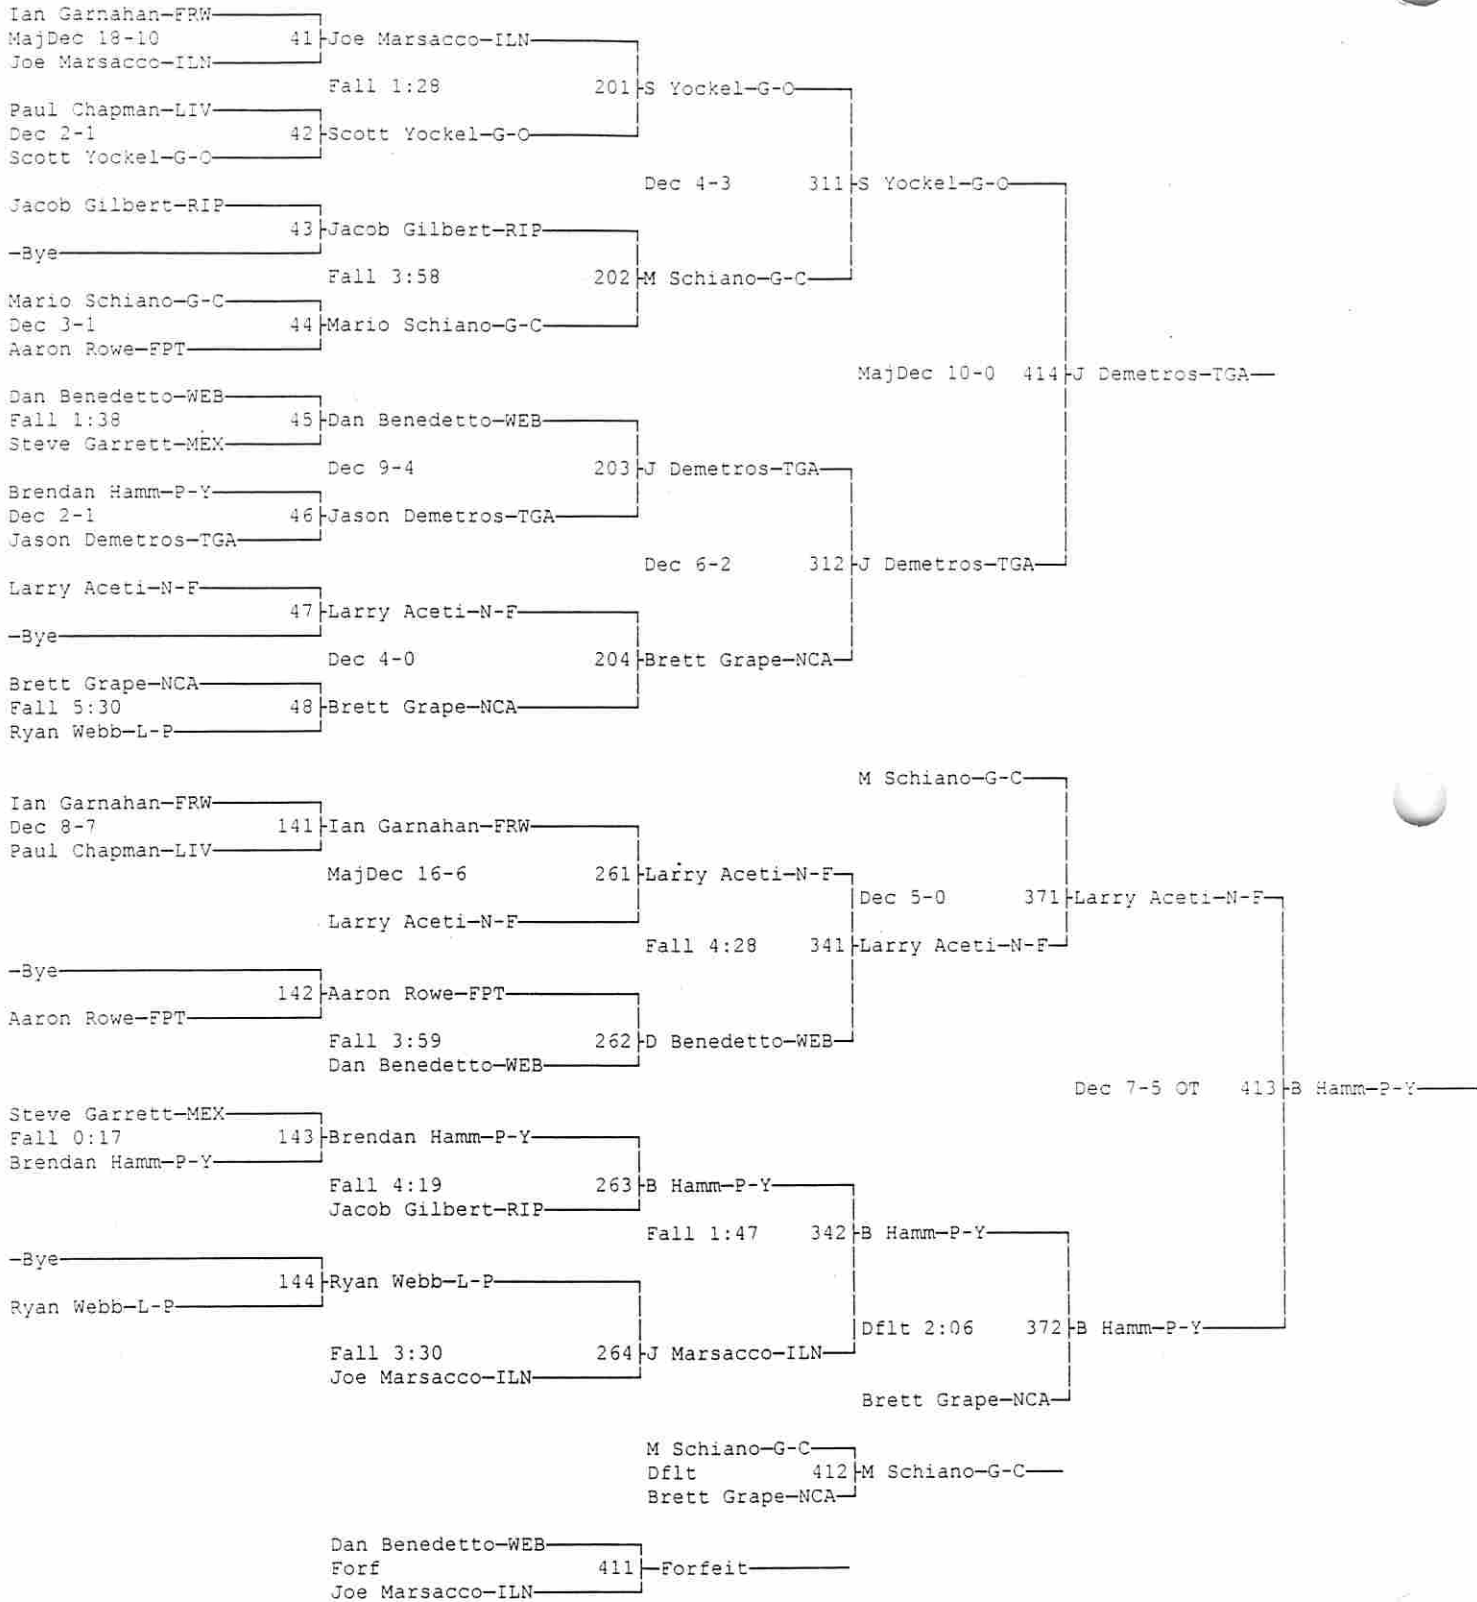 Ian Garnahan-FRW
MajDec 18-10 41 Joe Marsacco-ILN
Joe Marsacco-ILN
Fall 1:28 201 S Yockel-G-O
Paul Chapman-LIV
Dec 2-1 42 Scott Yockel-G-O
Scott Yockel-G-O
Dec 4-3 311 S Yockel-G-O
Jacob Gilbert-RIP
43 Jacob Gilbert-RIP
-Bye
Fall 3:58 202 M Schiano-G-C
Mario Schiano-G-C
Dec 3-1 44 Mario Schiano-G-C
Aaron Rowe-FPT
MajDec 10-0 414 J Demetros-TGA
Dan Benedetto-WEB
Fall 1:38 45 Dan Benedetto-WEB
Steve Garrett-MEX
Dec 9-4 203 J Demetros-TGA
Brendan Hamm-P-Y
Dec 2-1 46 Jason Demetros-TGA
Jason Demetros-TGA
Dec 6-2 312 J Demetros-TGA
Larry Aceti-N-F
47 Larry Aceti-N-F
-Bye
Dec 4-0 204 Brett Grape-NCA
Brett Grape-NCA
Fall 5:30 48 Brett Grape-NCA
Ryan Webb-L-P
M Schiano-G-C
Ian Garnahan-FRW
Dec 8-7 141 Ian Garnahan-FRW
Paul Chapman-LIV
MajDec 16-6 261 Larry Aceti-N-F
Dec 5-0 371 Larry Aceti-N-F
Larry Aceti-N-F
Fall 4:28 341 Larry Aceti-N-F
-Bye
142 Aaron Rowe-FPT
Aaron Rowe-FPT
Fall 3:59 262 D Benedetto-WEB
Dan Benedetto-WEB
Dec 7-5 OT 413 B Hamm-P-Y
Steve Garrett-MEX
Fall 0:17 143 Brendan Hamm-P-Y
Brendan Hamm-P-Y
Fall 4:19 263 B Hamm-P-Y
Jacob Gilbert-RIP
Fall 1:47 342 B Hamm-P-Y
-Bye
144 Ryan Webb-L-P
Ryan Webb-L-P
Dflt 2:06 372 B Hamm-P-Y
Fall 3:30 264 J Marsacco-ILN
Joe Marsacco-ILN
Brett Grape-NCA
M Schiano-G-C
Dflt 412 M Schiano-G-C
Brett Grape-NCA
Dan Benedetto-WEB
Forf 411 -Forfeit
Joe Marsacco-ILN